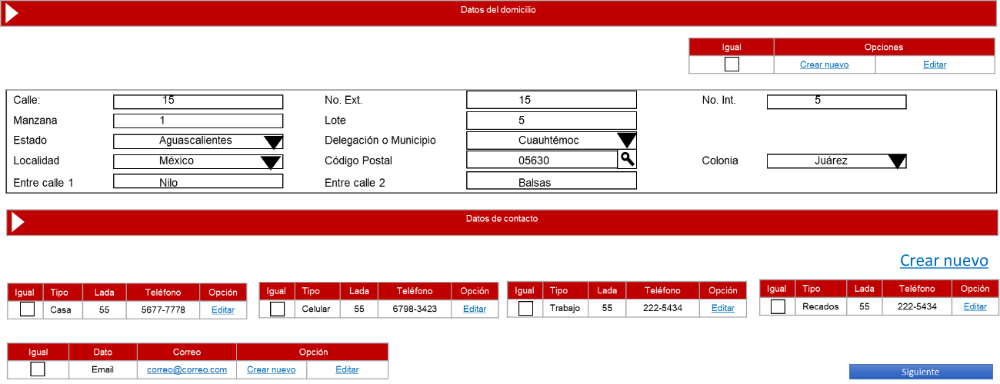 Datos del domicilio
Igual Opciones
Crear nuevo Editar
Calle: 15 No. Ext. 15 No. Int. 5
Manzana 1 Lote 5
Estado Aguascalientes Delegación o Municipio Cuauhtémoc
Localidad México Código Postal 05630 Colonia Juárez
Entre calle 1 Nilo Entre calle 2 Balsas
Datos de contacto
Crear nuevo
Igual Tipo Lada Teléfono Opción Igual Tipo Lada Teléfono Opción Igual Tipo Lada Teléfono Opción Igual Tipo Lada Teléfono Opción
Casa 55 5677-7778 Editar Celular 55 6798-3423 Editar Trabajo 55 222-5434 Editar Recados 55 222-5434 Editar
Igual Dato Correo Opción
Email correo@correo.com Crear nuevo Editar
Siguiente